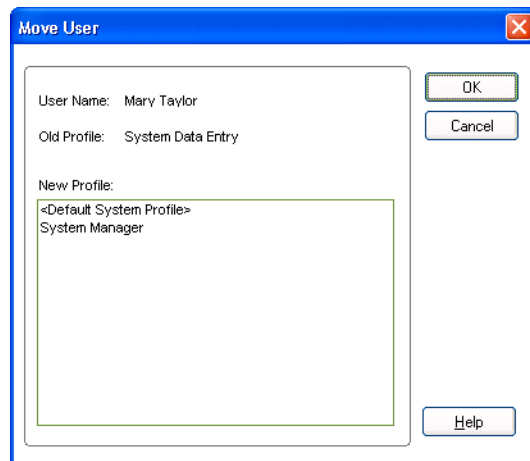 Move User
User Name: Mary Taylor
Old Profile: System Data Entry
New Profile:
<Default System Profile>
System Manager
OK
Cancel
Help